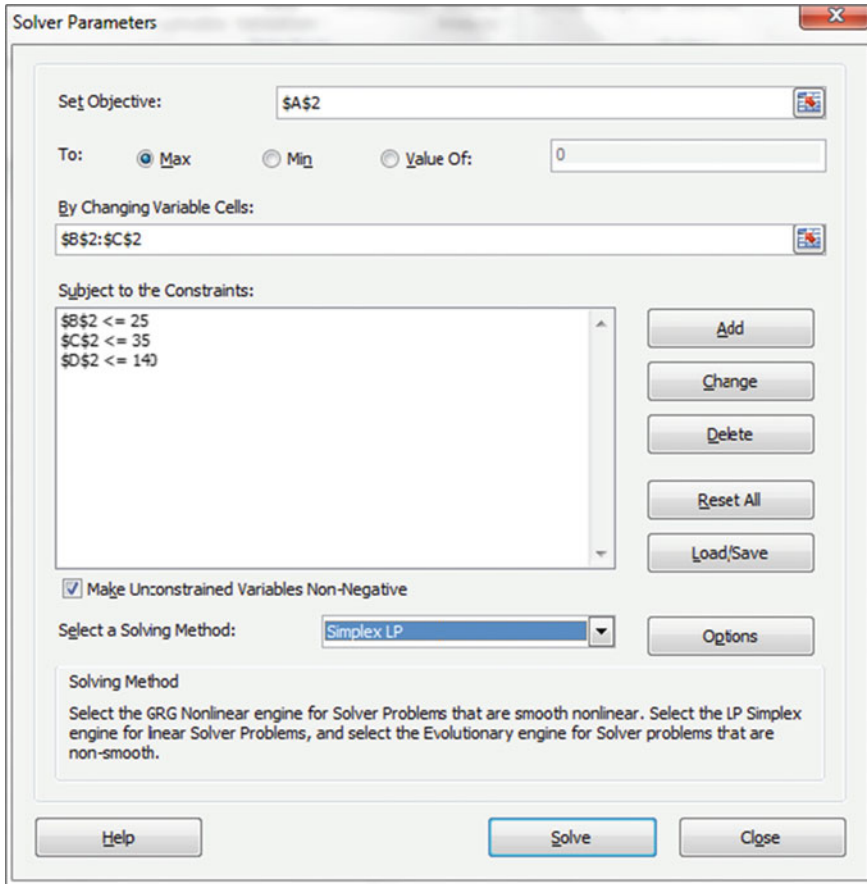 Solver Parameters
Set Objective: $A$2
To: Max Min Value Of: 0
By Changing Variable Cells:
$B$2:$C$2
Subject to the Constraints:
$B$2 <= 25
$C$2 <= 35
$D$2 <= 140
Add
Change
Delete
Reset All
Load/Save
Make Unconstrained Variables Non-Negative
Select a Solving Method: Simplex LP Options
Solving Method
Select the GRG Nonlinear engine for Solver Problems that are smooth nonlinear. Select the LP Simplex
engine for linear Solver Problems, and select the Evolutionary engine for Solver problems that are
non-smooth.
Help Solve Close